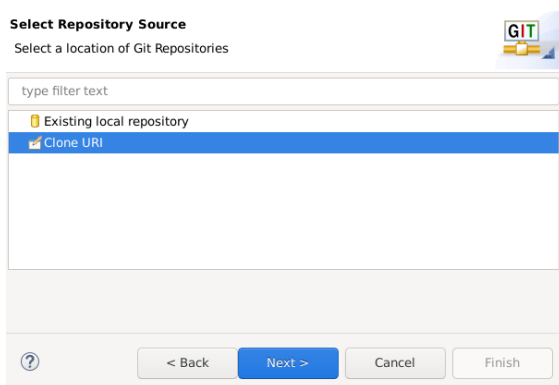 Select Repository Source
Select a location of Git Repositories
GIT
type filter text
Existing local repository
Clone URI
?
< Back
Next >
Cancel
Finish